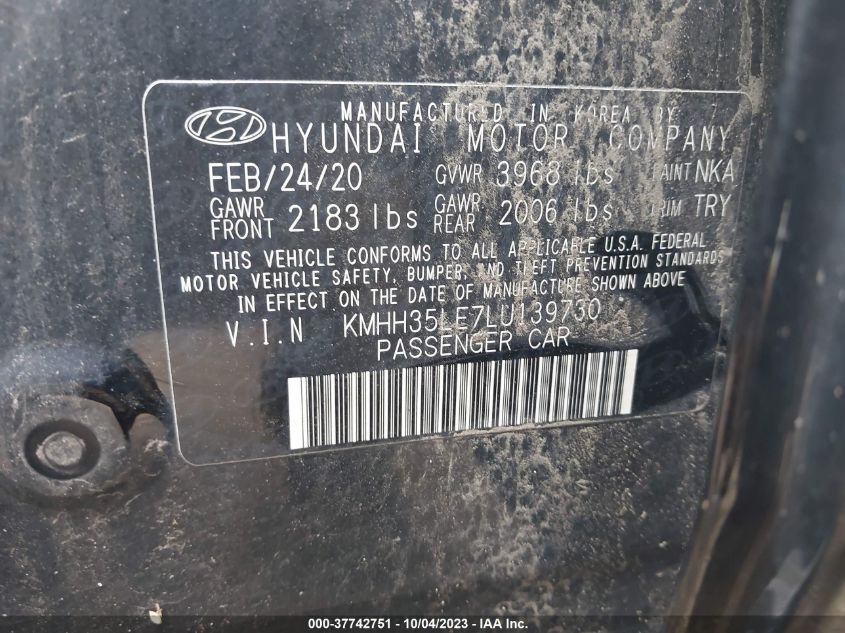 MANUFACTURED IN KOREA BY
HYUNDAI MOTOR COMPANY
FEB/24/20 GVWR 3968 lbs PAINT NKA
GAWR FRONT 2183 lbs GAWR REAR 2006 lbs TRIM TRY
THIS VEHICLE CONFORMS TO ALL APPLICABLE U.S.A. FEDERAL
MOTOR VEHICLE SAFETY, BUMPER, AND THEFT PREVENTION STANDARDS
IN EFFECT ON THE DATE OF MANUFACTURE SHOWN ABOVE
V.I.N KMHH35LE7LU139730
PASSENGER CAR
000-37742751 | 10/04/2023 - © IAA Inc.